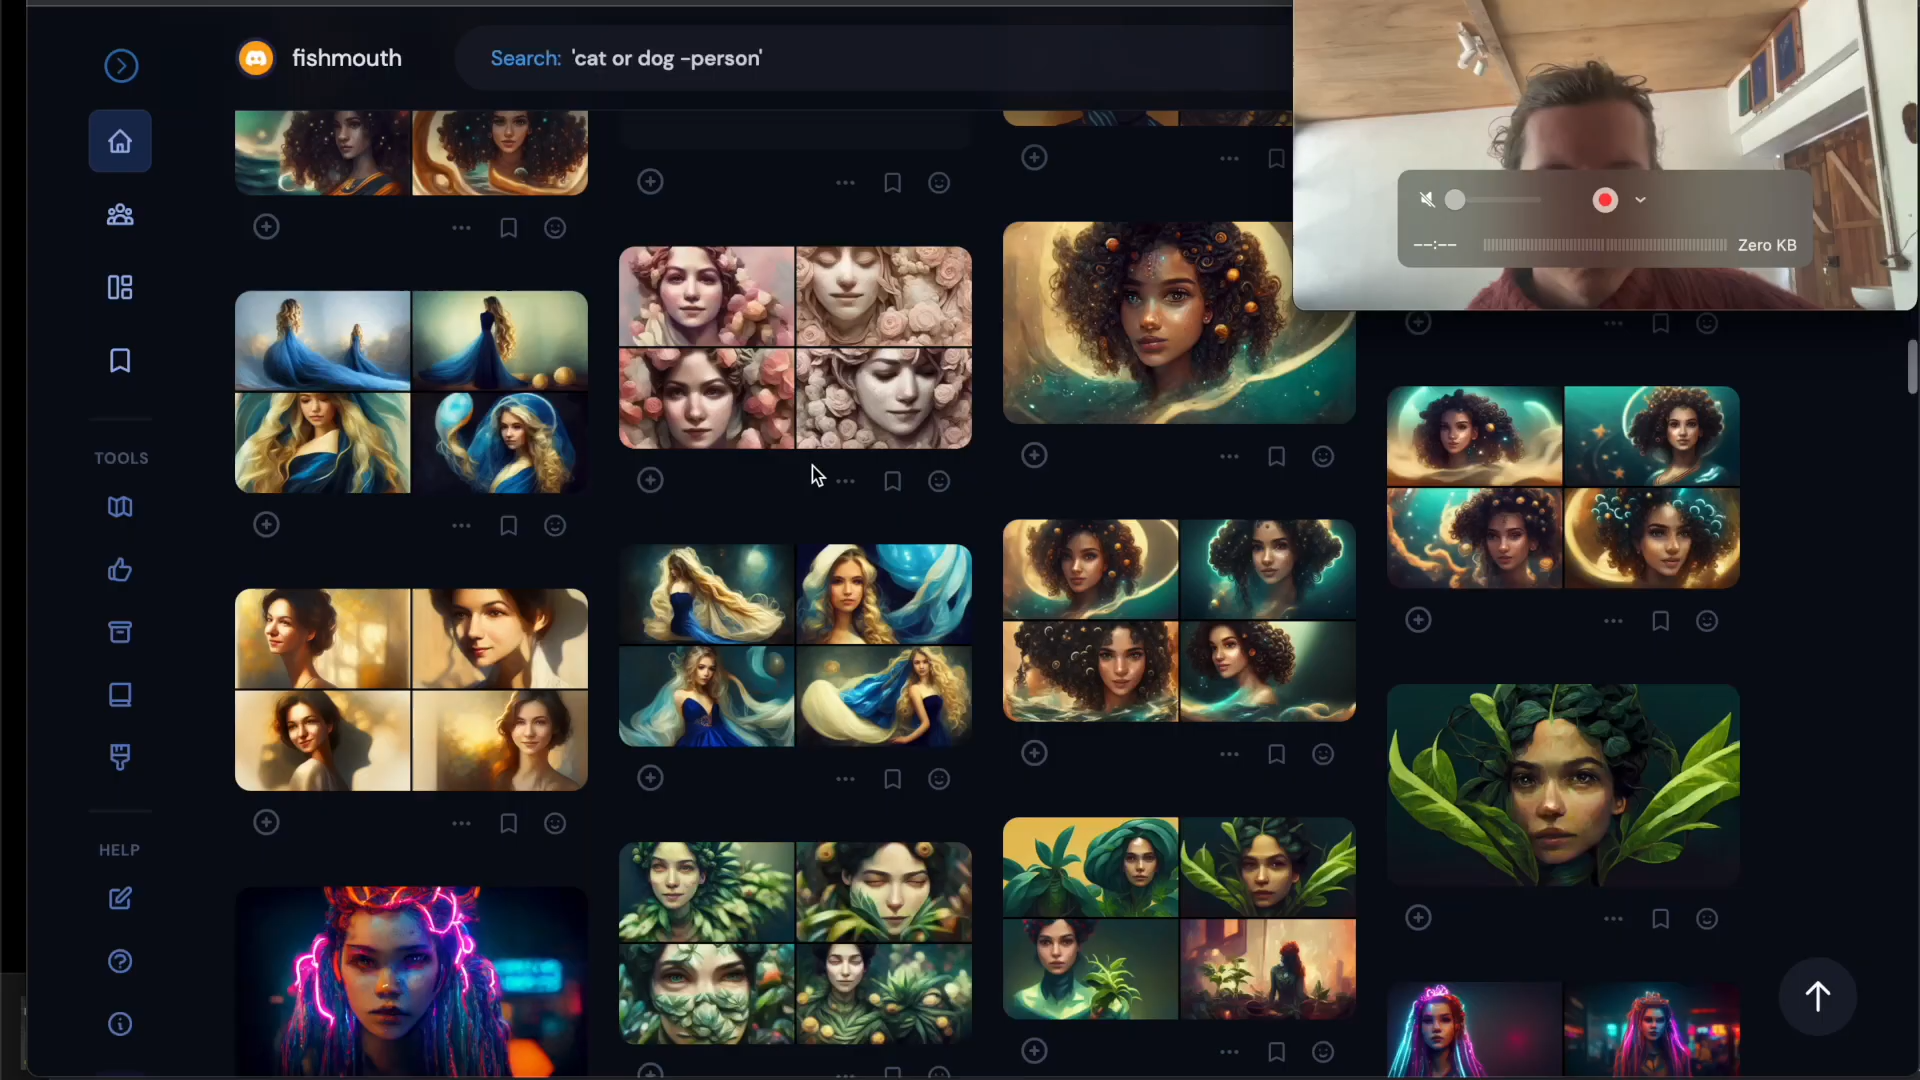 fishmouth
Search: 'cat or dog -person'
--:--
Zero KB
TOOLS
HELP